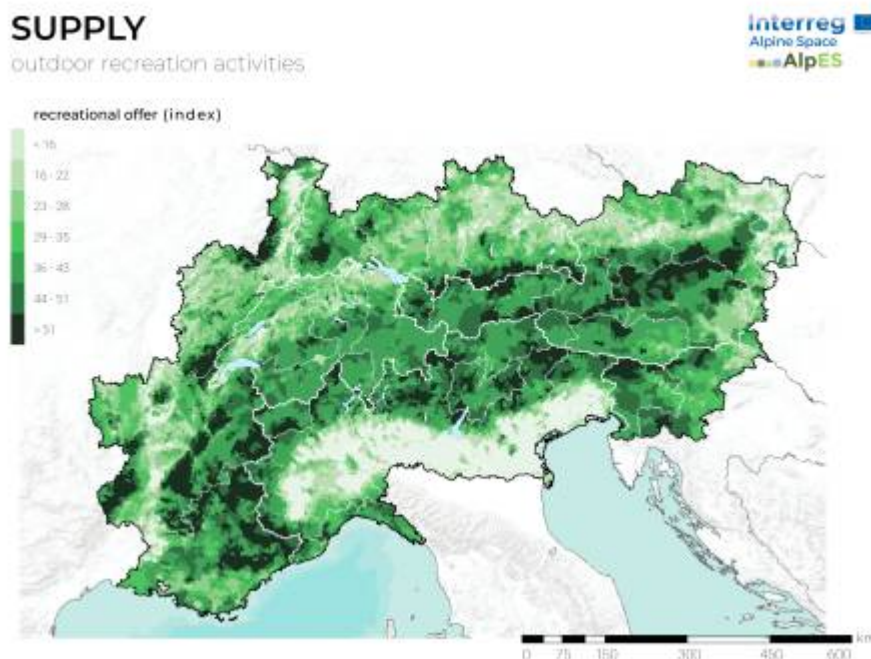 SUPPLY
outdoor recreation activities
Interreg
Alpine Space
AlpES
recreational offer (index)
< 16
16 - 22
23 - 28
29 - 35
36 - 43
44 - 51
> 51
km
0 75 150 300 450 600